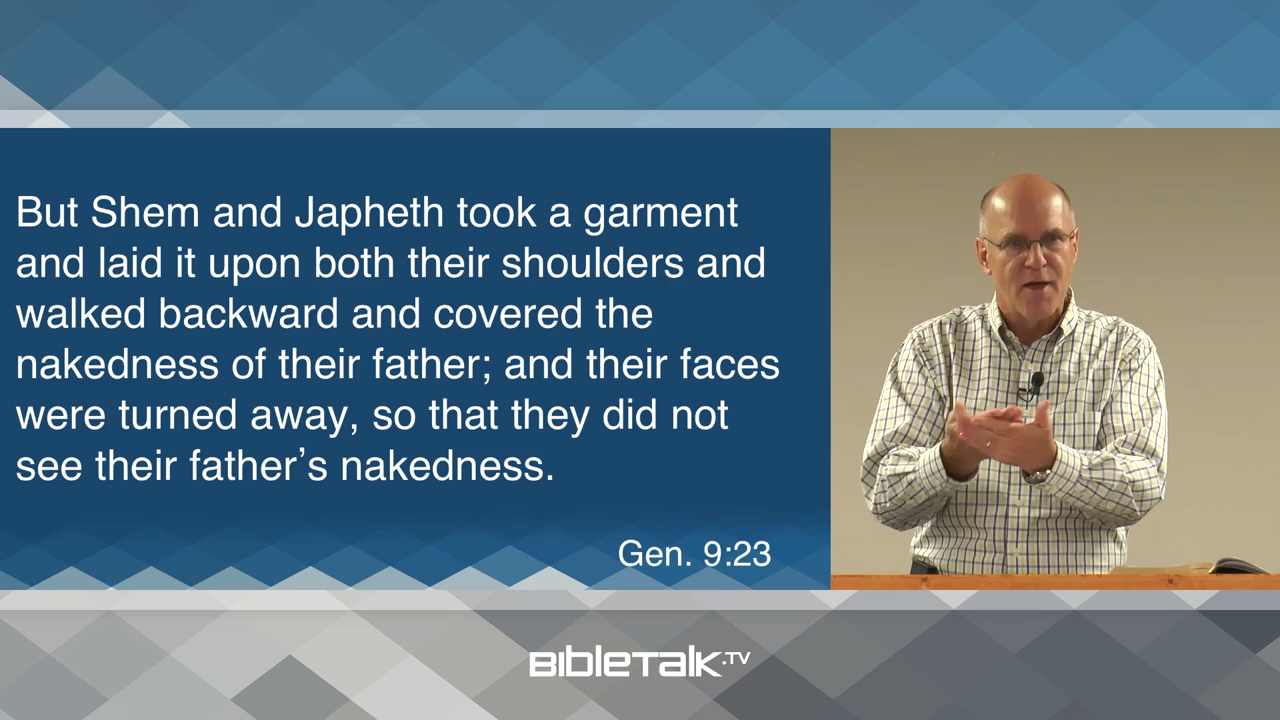 But Shem and Japheth took a garment
and laid it upon both their shoulders and
walked backward and covered the
nakedness of their father; and their faces
were turned away, so that they did not
see their father’s nakedness.
Gen. 9:23
BIBLETALK.TV